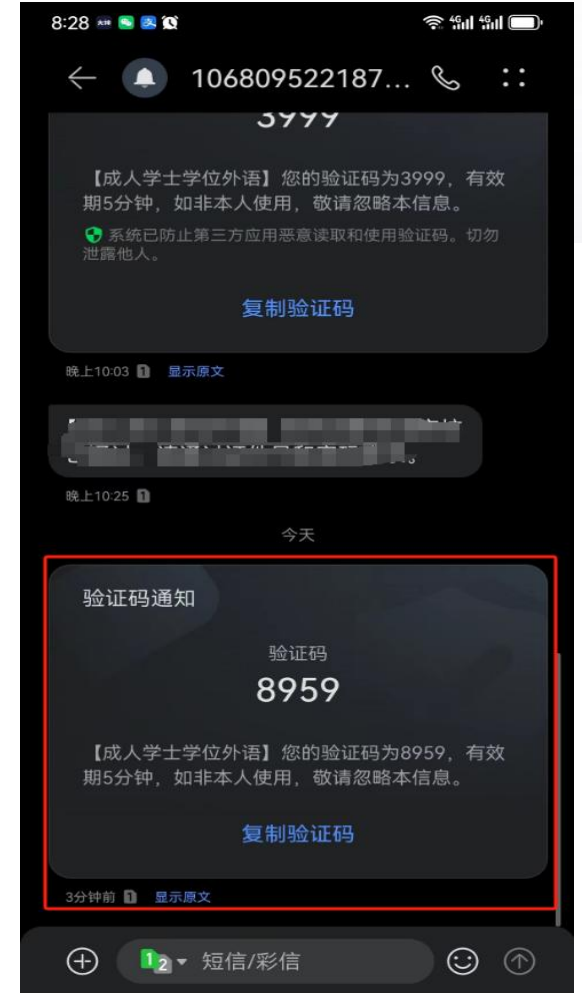 8:28
4G 4G
106809522187...
3999
【成人学士学位外语】您的验证码为3999，有效
期5分钟，如非本人使用，敬请忽略本信息。
系统已防止第三方应用恶意读取和使用验证码。切勿
泄露他人。
复制验证码
晚上10:03 1 显示原文
晚上10:25 1
今天
验证码通知
验证码
8959
【成人学士学位外语】您的验证码为8959，有效
期5分钟，如非本人使用，敬请忽略本信息。
复制验证码
3分钟前 1 显示原文
1 2 短信/彩信